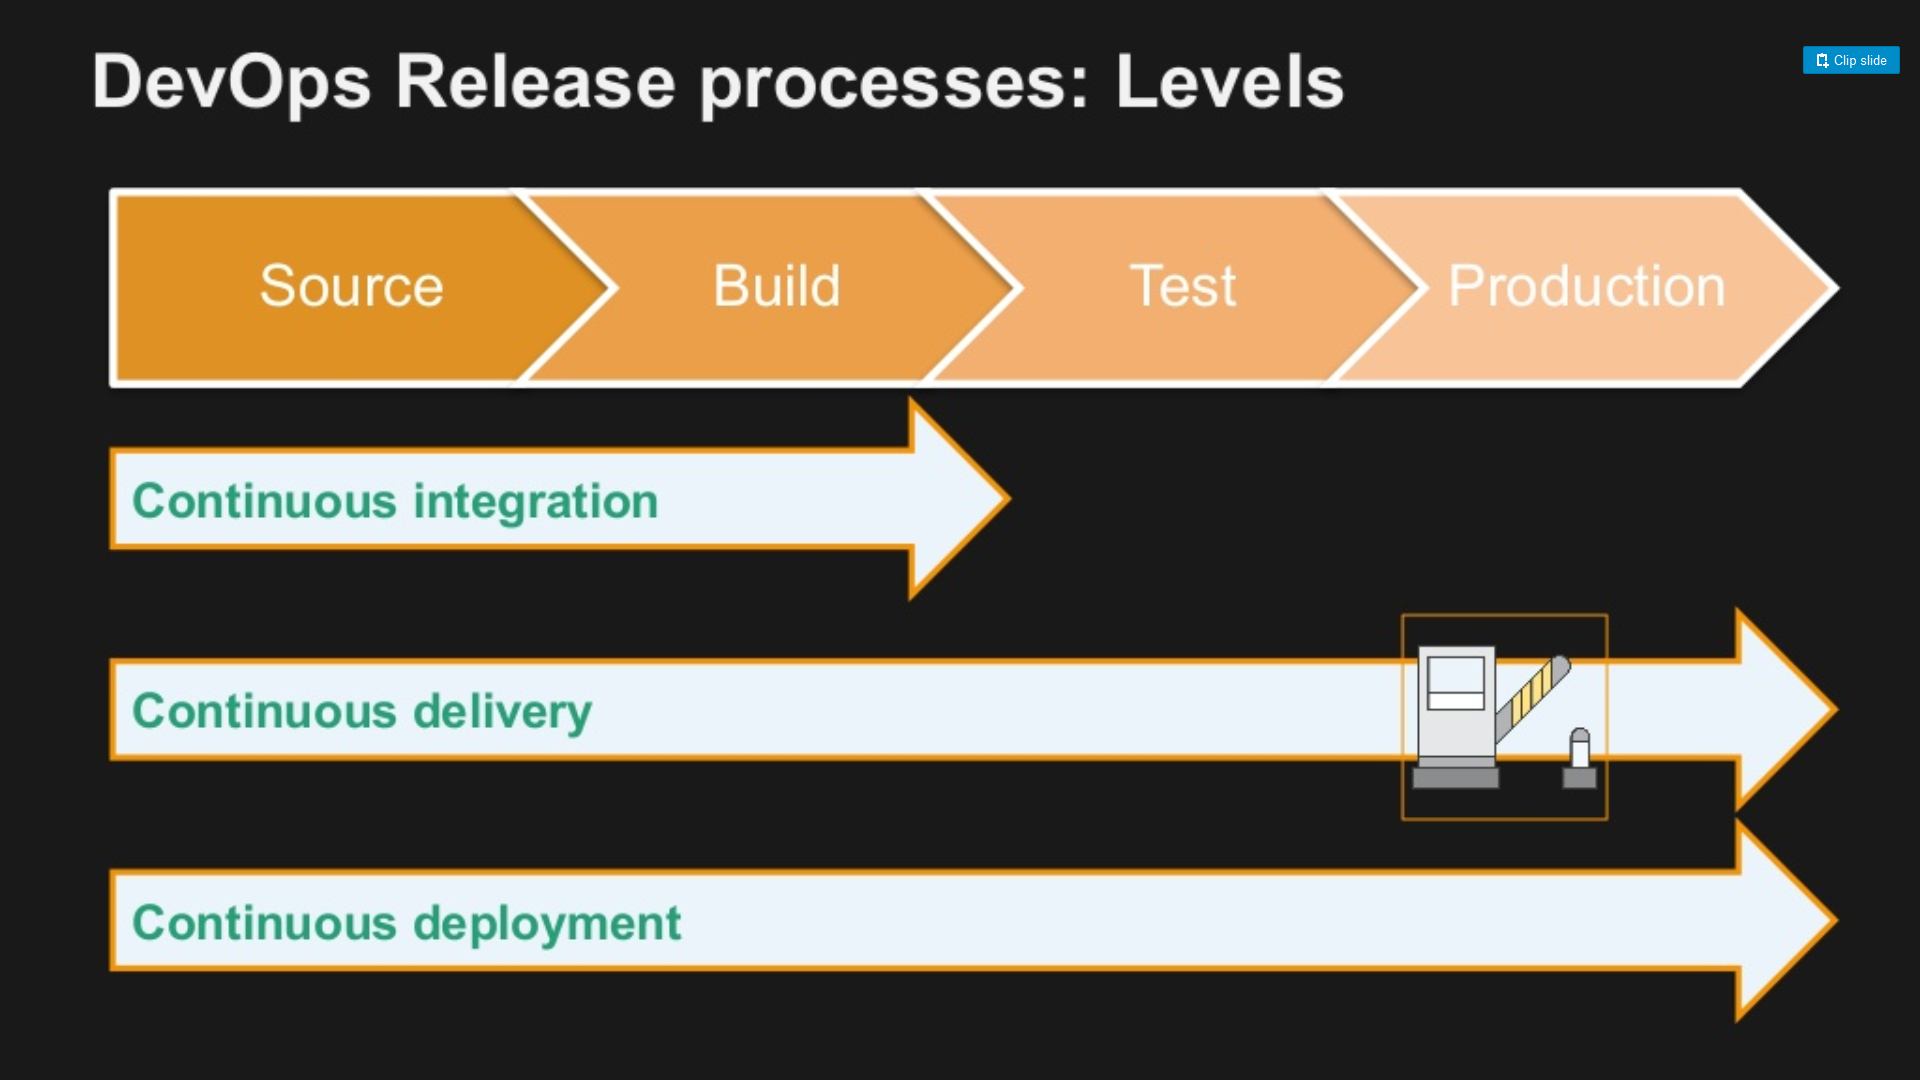 DevOps Release processes: Levels
Clip slide
Source Build Test Production
Continuous integration
Continuous delivery
Continuous deployment